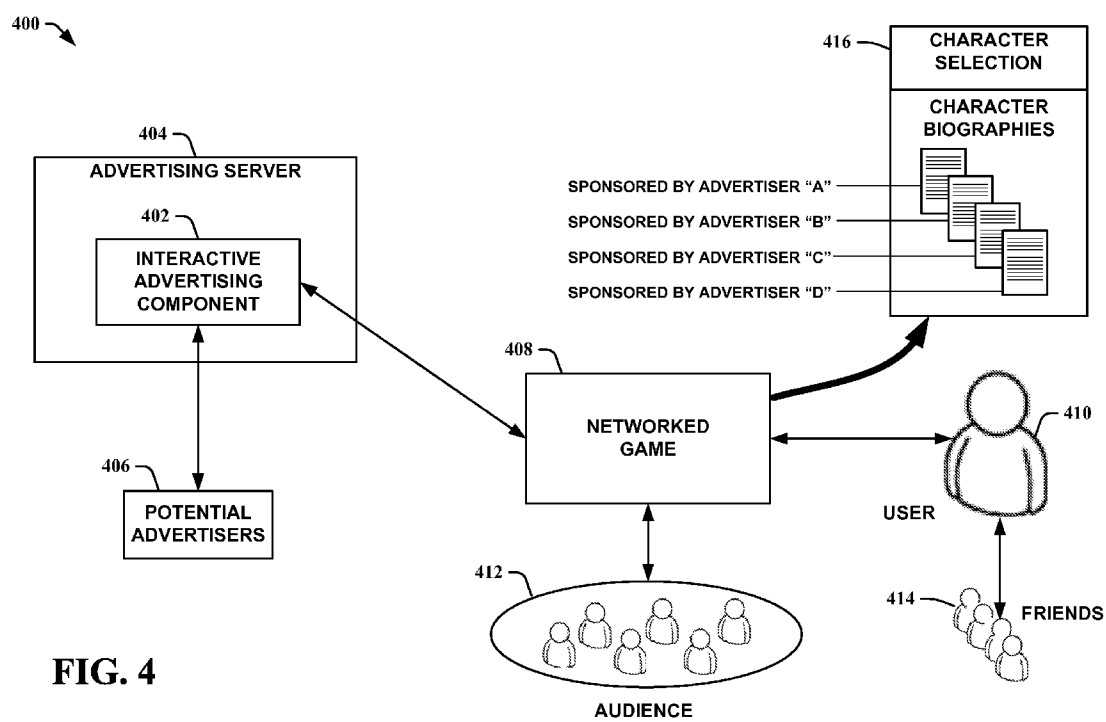 400
416
CHARACTER
SELECTION
CHARACTER
BIOGRAPHIES
404
ADVERTISING SERVER
402
INTERACTIVE
ADVERTISING
COMPONENT
SPONSORED BY ADVERTISER “A”
SPONSORED BY ADVERTISER “B”
SPONSORED BY ADVERTISER “C”
SPONSORED BY ADVERTISER “D”
408
NETWORKED
GAME
410
USER
406
POTENTIAL
ADVERTISERS
412
AUDIENCE
414
FRIENDS
FIG. 4